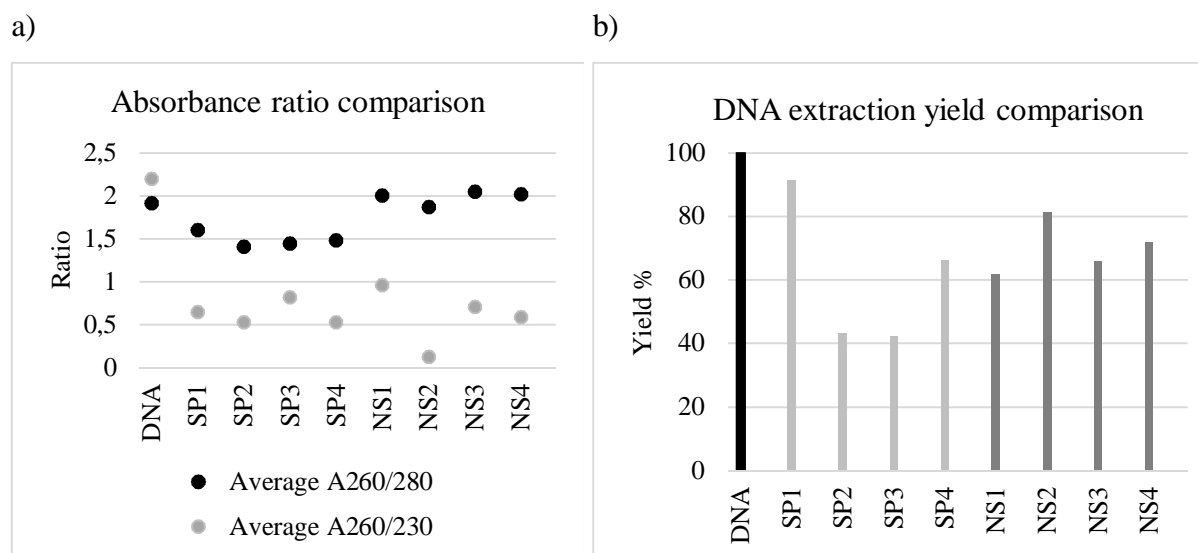 a)
Absorbance ratio comparison
2,5
2
1,5
1
0,5
0
Ratio
DNA
SP1
SP2
SP3
SP4
NS1
NS2
NS3
NS4
Average A260/280
Average A260/230
b)
DNA extraction yield comparison
100
80
60
40
20
0
Yield %
DNA
SP1
SP2
SP3
SP4
NS1
NS2
NS3
NS4